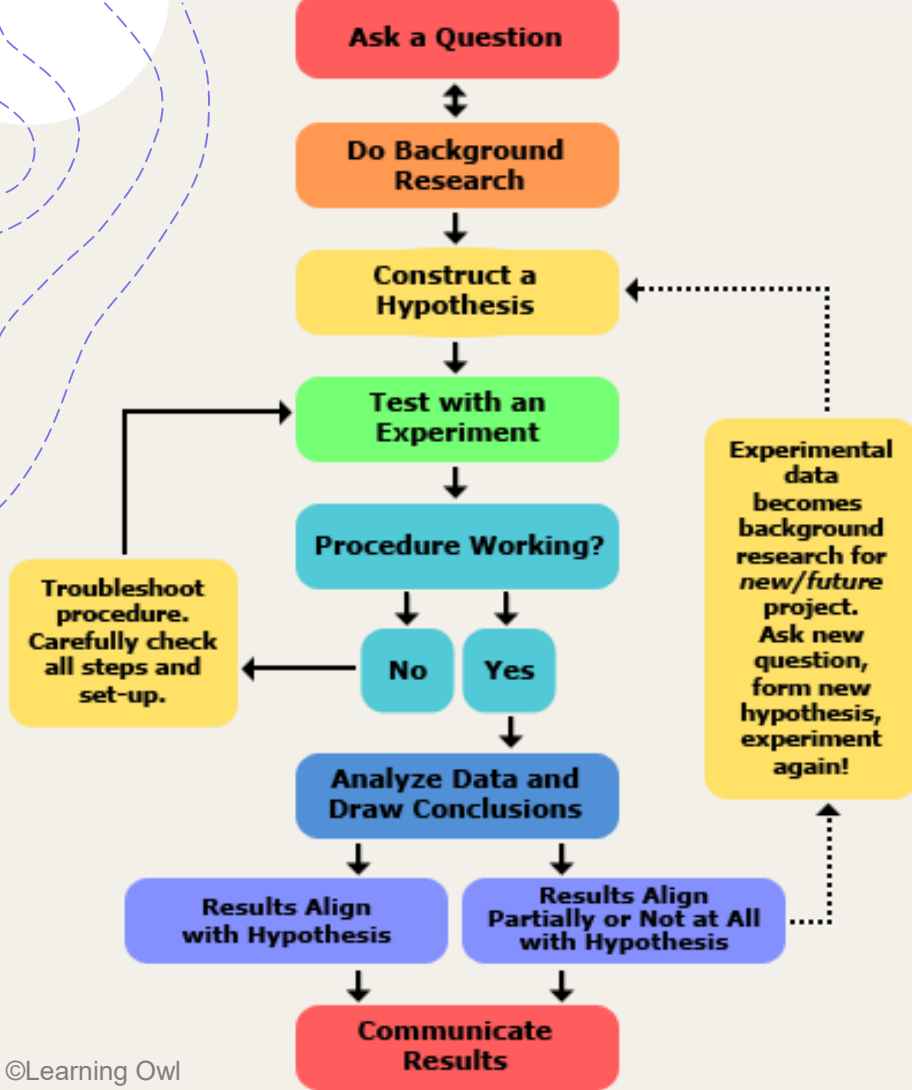 Ask a Question
Do Background
Research
Construct a
Hypothesis
Test with an
Experiment
Procedure Working?
No
Yes
Troubleshoot
procedure.
Carefully check
all steps and
set-up.
Analyze Data and
Draw Conclusions
Results Align
with Hypothesis
Results Align
Partially or Not at All
with Hypothesis
Experimental
data
becomes
background
research for
new/future
project.
Ask new
question,
form new
hypothesis,
experiment
again!
Communicate
Results
©Learning Owl